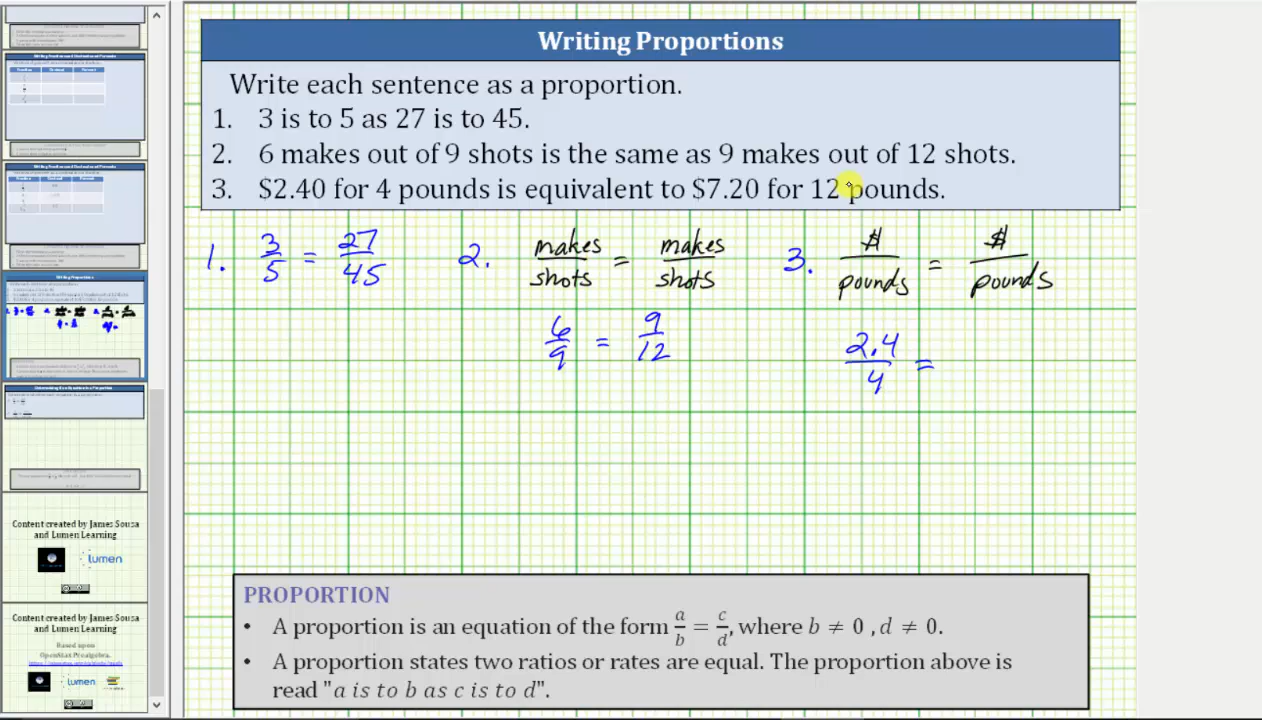 Writing Proportions
Write each sentence as a proportion.
1. 3 is to 5 as 27 is to 45.
2. 6 makes out of 9 shots is the same as 9 makes out of 12 shots.
3. $2.40 for 4 pounds is equivalent to $7.20 for 12 pounds.
1. 3/5 = 27/45
2. makes/shots = makes/shots
6/9 = 9/12
3. $/pounds = $/pounds
2.4/4 =
PROPORTION
• A proportion is an equation of the form a/b = c/d, where b ≠ 0 , d ≠ 0.
• A proportion states two ratios or rates are equal. The proportion above is
read "a is to b as c is to d".
Content created by James Sousa
and Lumen Learning
lumen
Content created by James Sousa
and Lumen Learning
Based upon
OpenStax Prealgebra.
lumen